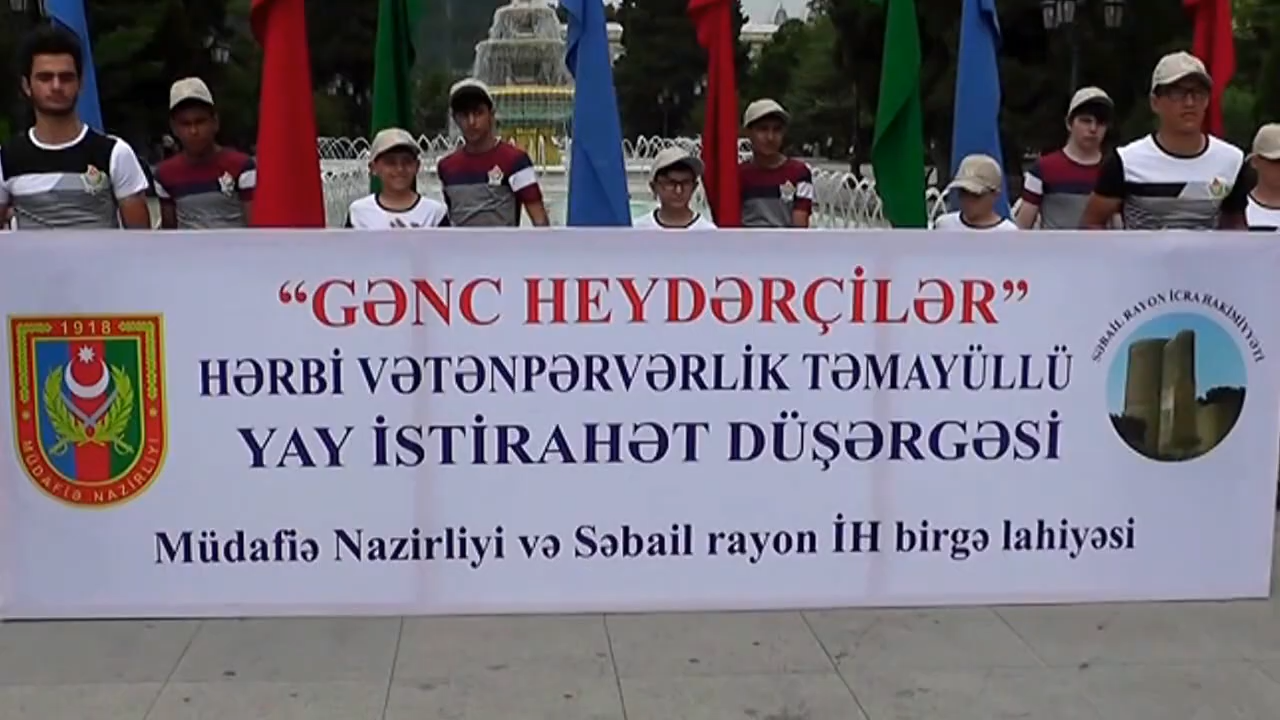 “GƏNC HEYDƏRÇİLƏR”
HƏRBİ VƏTƏNPƏRVƏRLİK TƏMAYÜLLÜ
YAY İSTİRAHƏT DÜŞƏRGƏSİ
Müdafiə Nazirliyi və Səbail rayon İH birgə lahiyəsi
1918
MÜDAFİƏ NAZİRLİYİ
SƏBAİL RAYON İCRA HAKİMİYYƏTİ